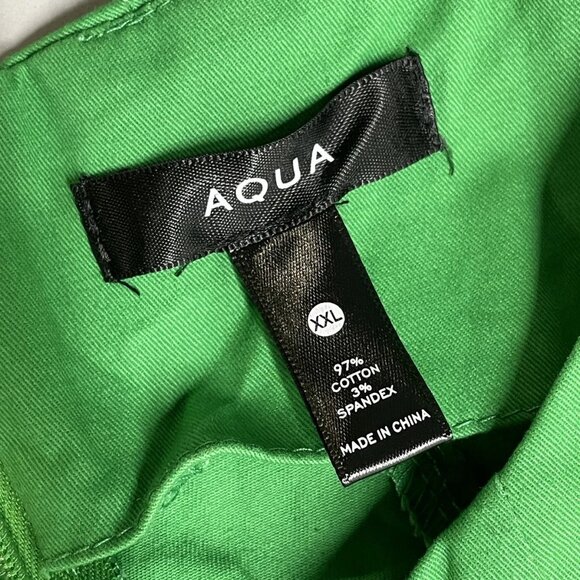 AQUA
XXL
97%
COTTON
3%
SPANDEX
MADE IN CHINA